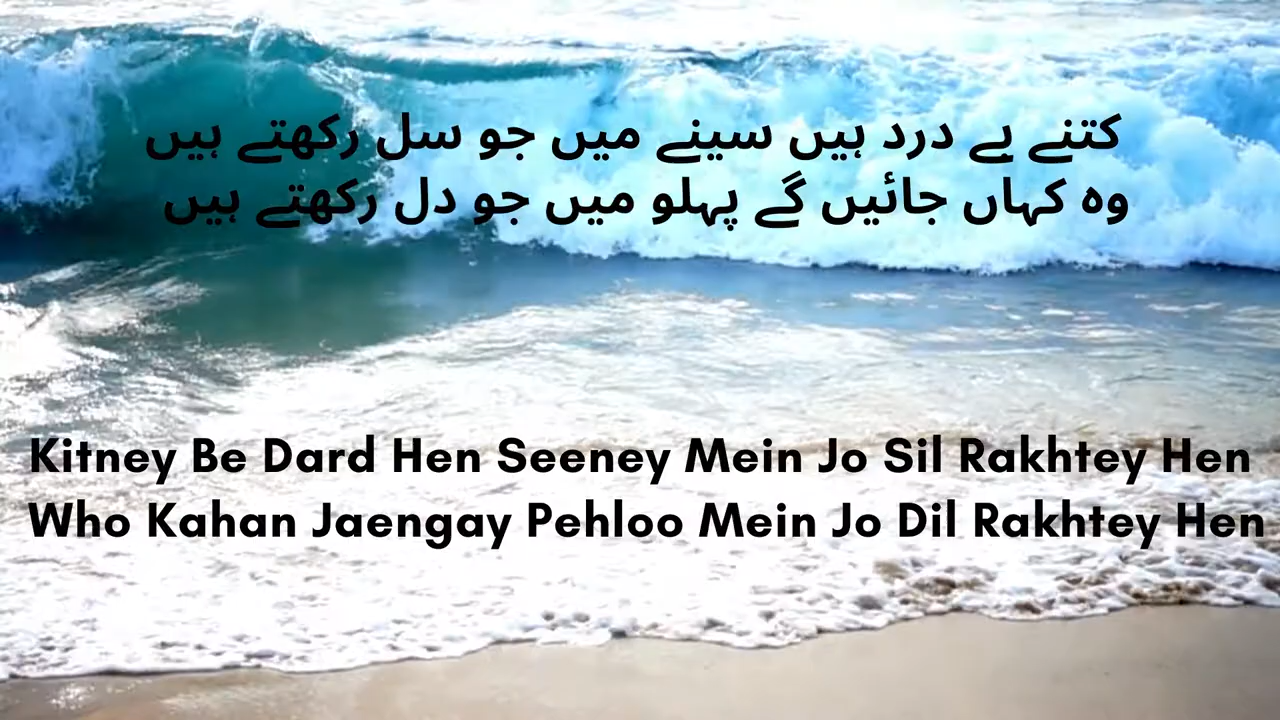 کتنے بے درد ہیں سینے میں جو سل رکھتے ہیں
وہ کہاں جائیں گے پہلو میں جو دل رکھتے ہیں
Kitney Be Dard Hen Seeney Mein Jo Sil Rakhtey Hen
Who Kahan Jaengay Pehloo Mein Jo Dil Rakhtey Hen